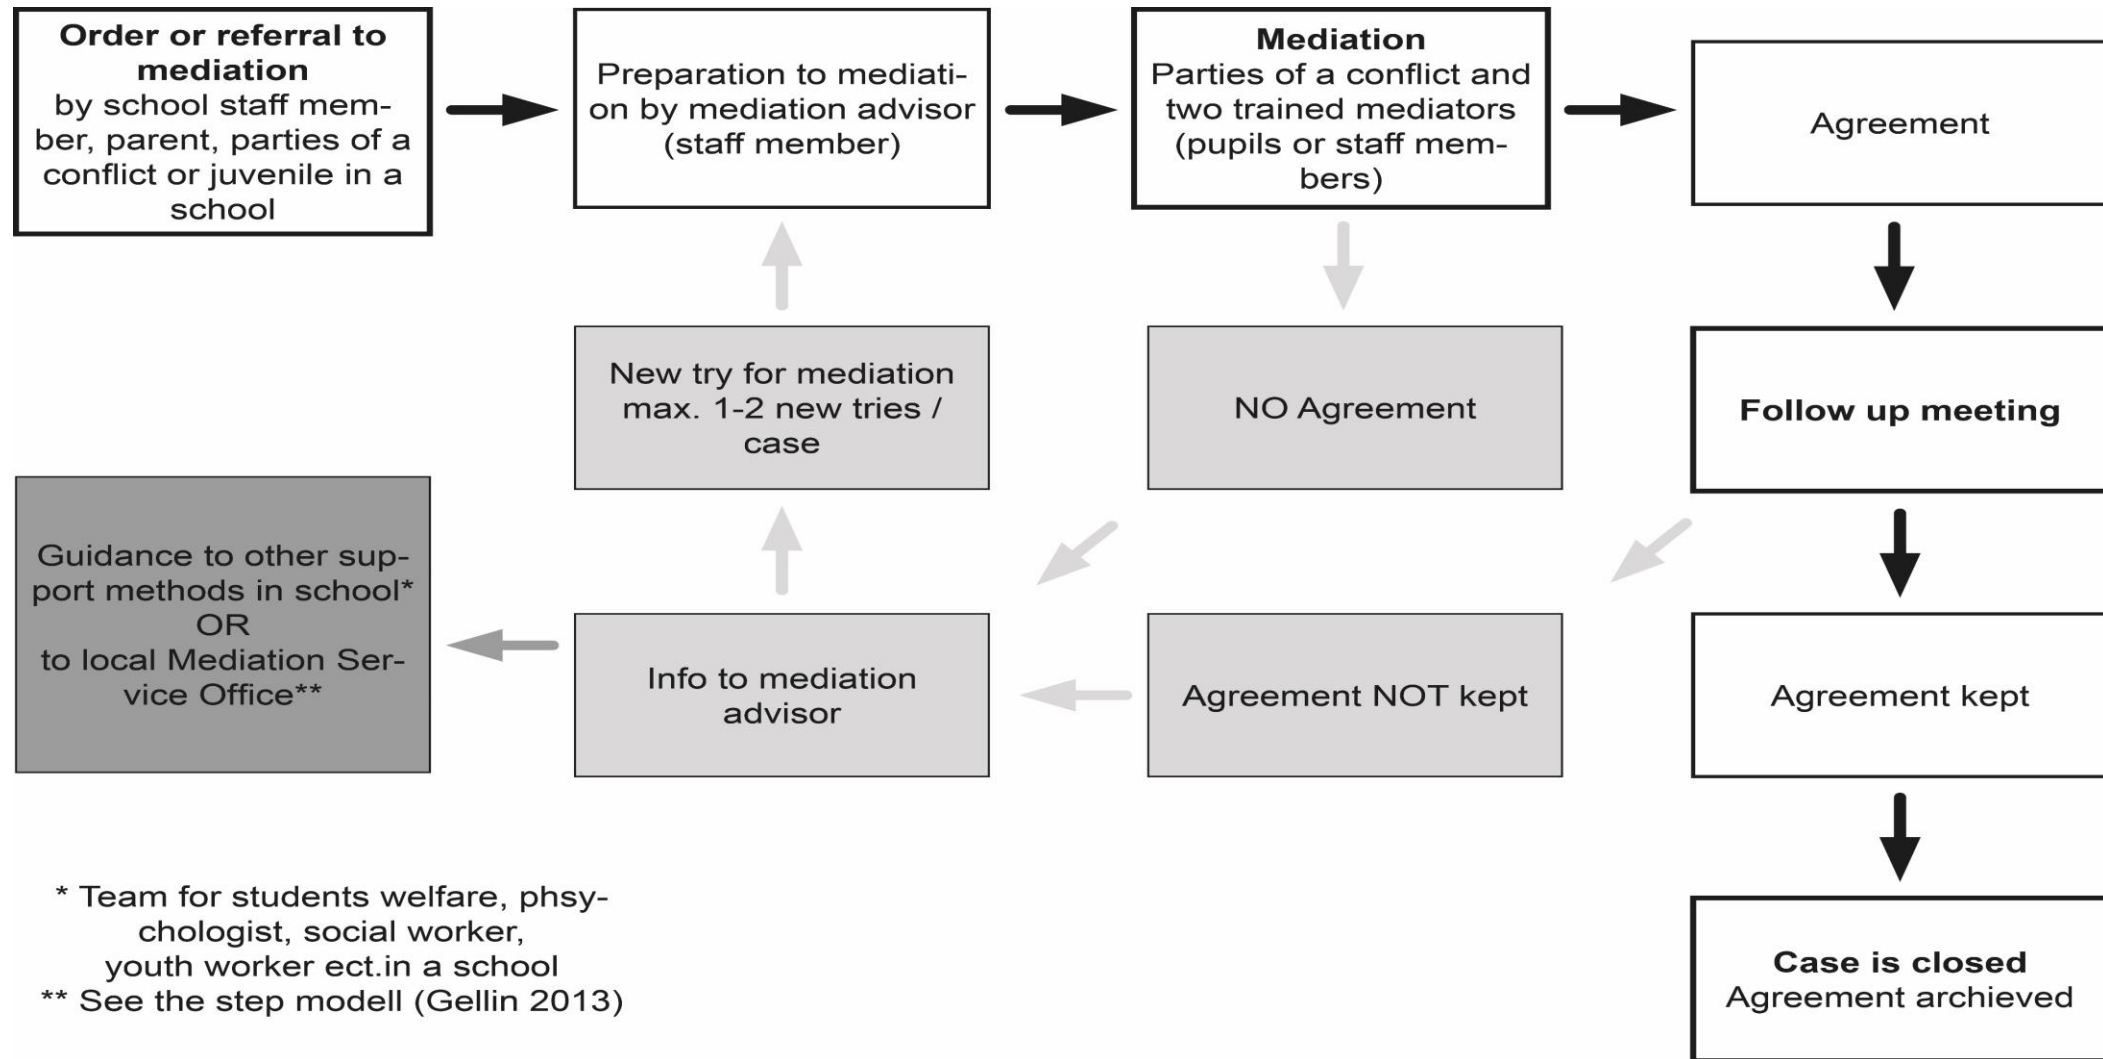 Order or referral to
mediation
by school staff mem-
ber, parent, parties of a
conflict or juvenile in a
school
Preparation to mediati-
on by mediation advisor
(staff member)
Mediation
Parties of a conflict and
two trained mediators
(pupils or staff mem-
bers)
Agreement
New try for mediation
max. 1-2 new tries /
case
NO Agreement
Follow up meeting
Guidance to other sup-
port methods in school*
OR
to local Mediation Ser-
vice Office**
Info to mediation
advisor
Agreement NOT kept
Agreement kept
* Team for students welfare, phsy-
chologist, social worker,
youth worker ect.in a school
** See the step modell (Gellin 2013)
Case is closed
Agreement archieved